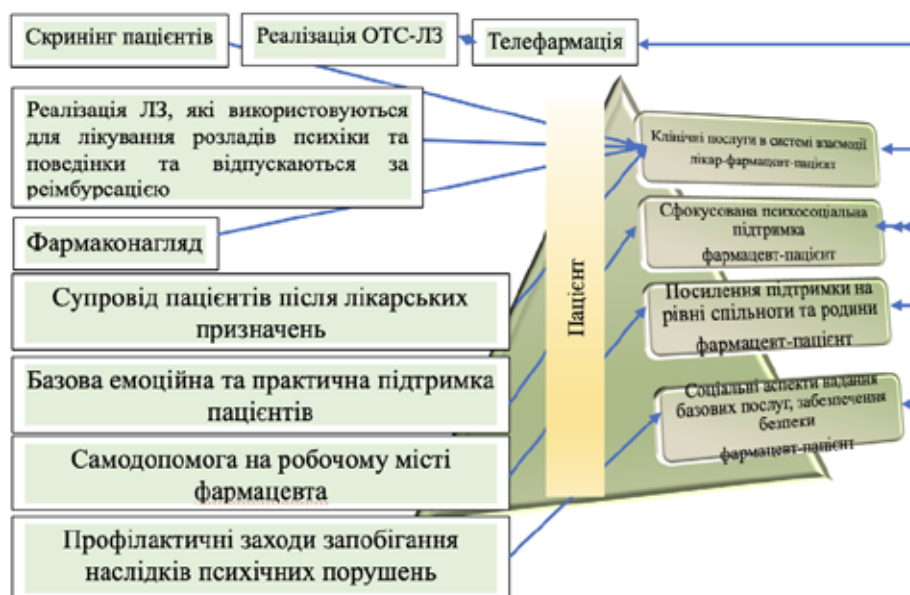 Скринінг пацієнтів
Реалізація ОТС-ЛЗ
Телефармація
Реалізація ЛЗ, які використовуються
для лікування розладів психіки та
поведінки та відпускаються за
реімбурсацією
Фармаконагляд
Супровід пацієнтів після лікарських
призначень
Базова емоційна та практична підтримка
пацієнтів
Самодопомога на робочому місті
фармацевта
Профілактичні заходи запобігання
наслідків психічних порушень
Пацієнт
Клінічні послуги в системі взаємоції
лікар-фармацевт-пацієнт
Сфокусована психосоціальна
підтримка
фармацевт-пацієнт
Посилення підтримки на
рівні спільноти та родини
фармацевт-пацієнт
Соціальні аспекти надання
базових послуг, забезпечення
безпеки
фармацевт-пацієнт